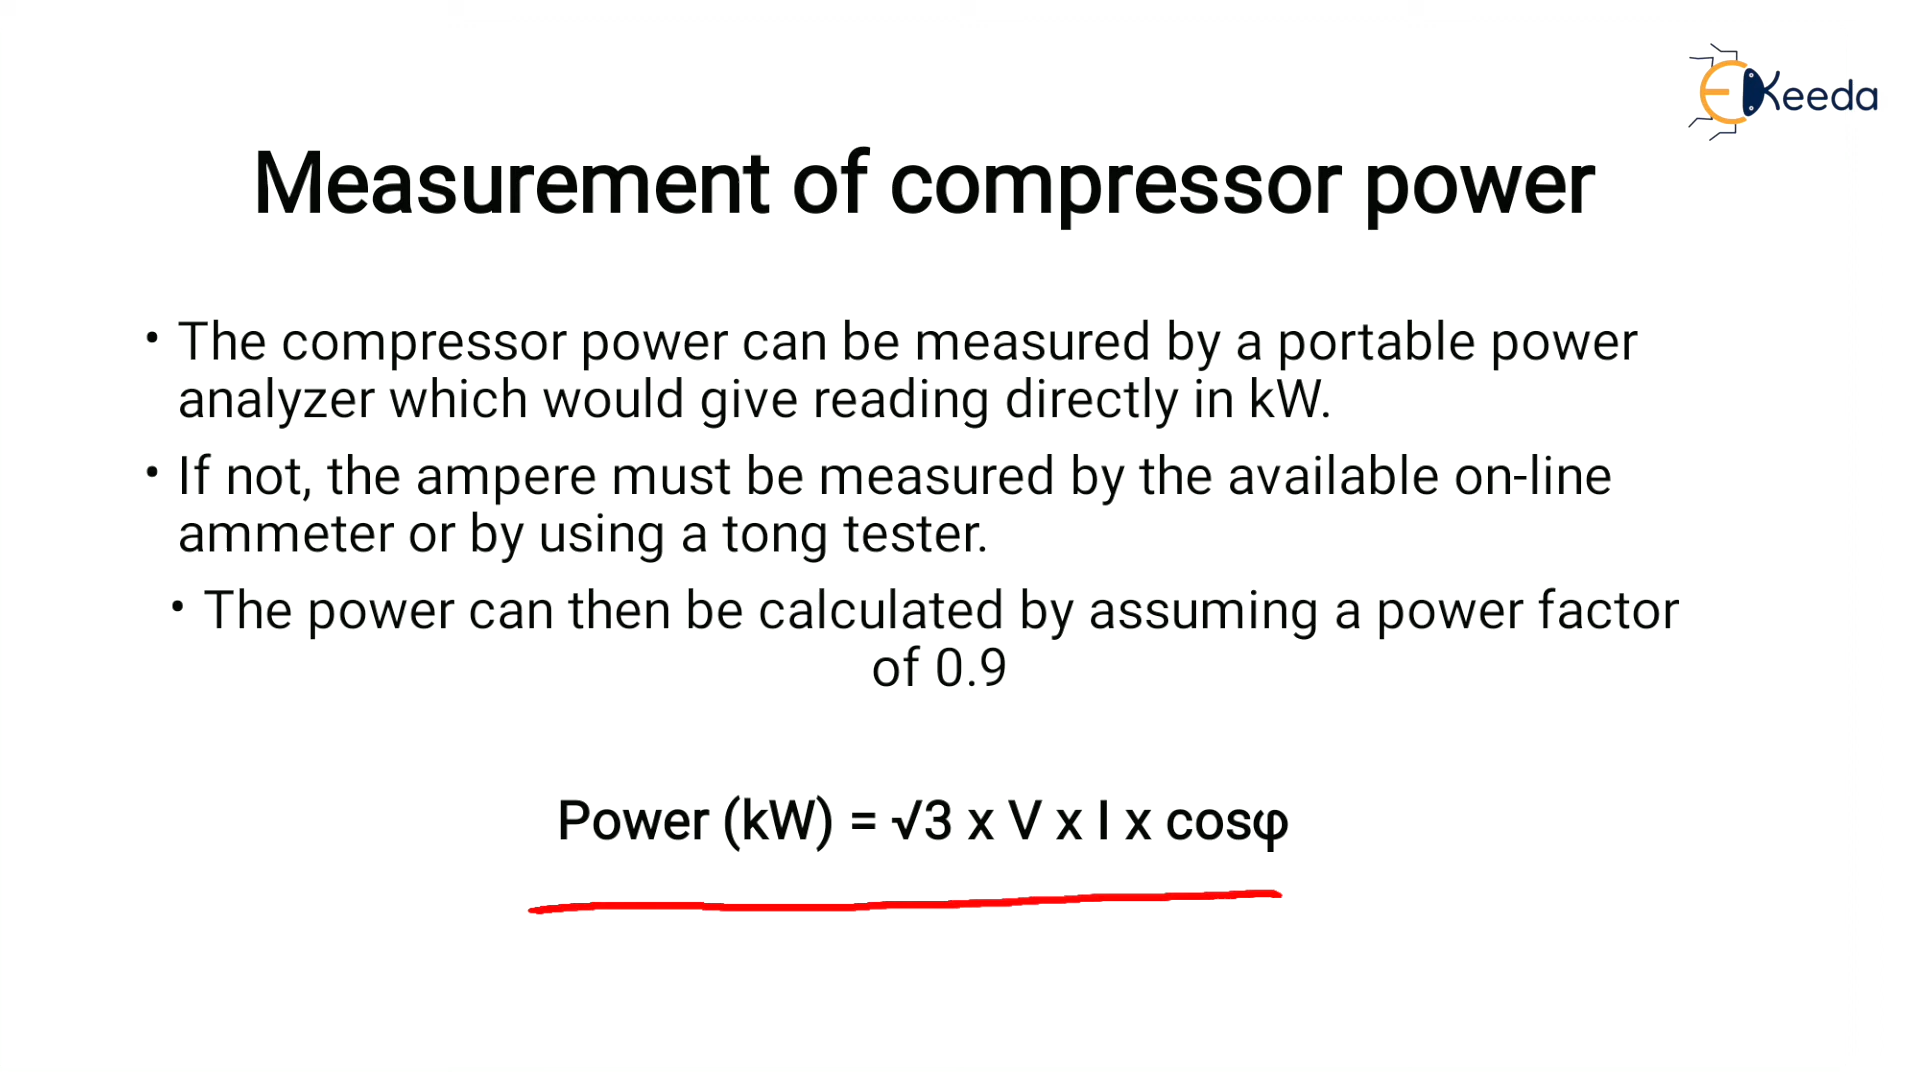 EKeeda
Measurement of compressor power
• The compressor power can be measured by a portable power
analyzer which would give reading directly in kW.
• If not, the ampere must be measured by the available on-line
ammeter or by using a tong tester.
• The power can then be calculated by assuming a power factor
of 0.9
Power (kW) = √3 x V x I x cosφ